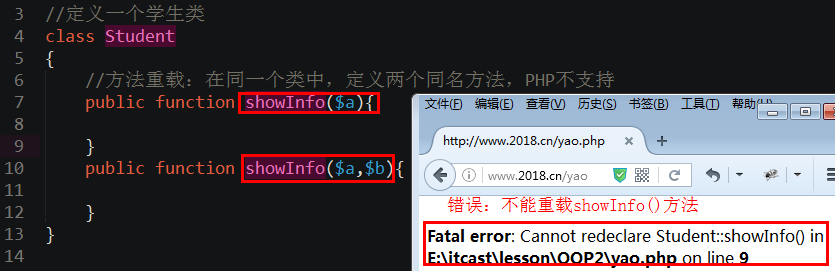 3 //定义一个学生类
4 class Student
5 {
6 //方法重载：在同一个类中，定义两个同名方法，PHP不支持
7 public function showInfo($a){
8
9 }
10 public function showInfo($a,$b){
11
12 }
13 }
14
文件(F) 编辑(E) 查看(V) 历史(S) 书签(B) 工具(T) 帮助(H)
http://www.2018.cn/yao.php
www.2018.cn/yao
错误：不能重载showInfo()方法
Fatal error: Cannot redeclare Student::showInfo() in
E:\itcast\lesson\OOP2\yao.php on line 9